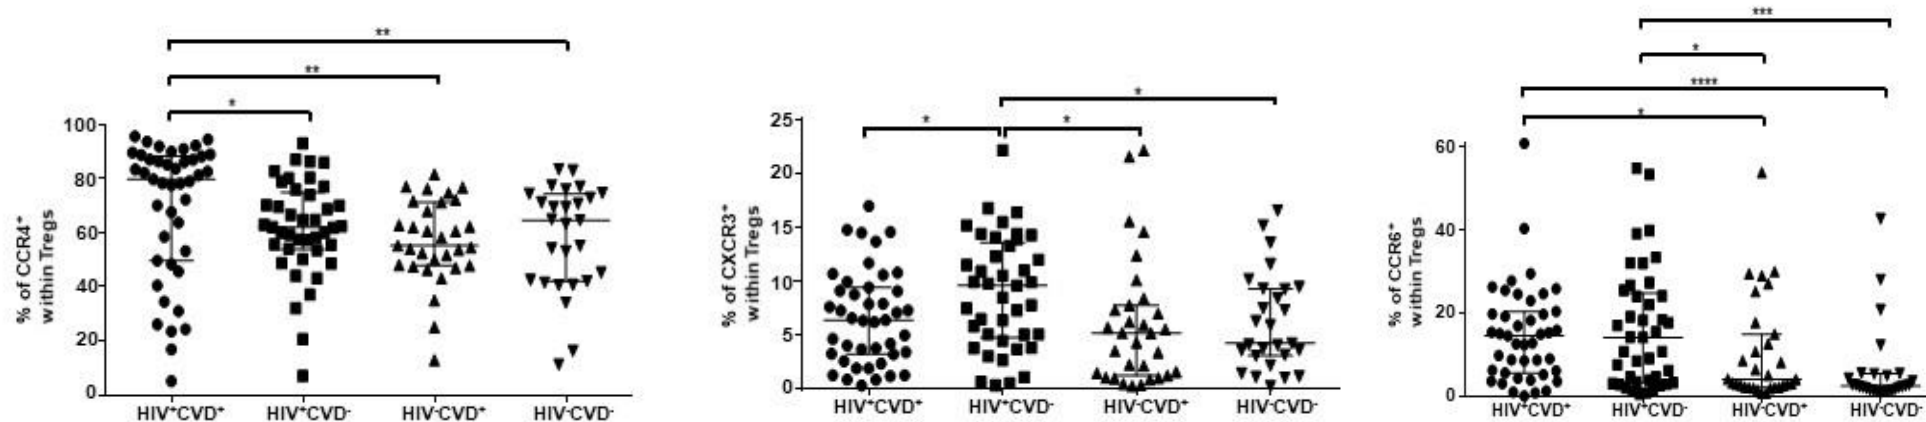 **
**
*
100
80
60
40
20
0
% of CCR4⁺
within Tregs
HIV⁺CVD⁺
HIV⁺CVD⁻
HIV⁻CVD⁺
HIV⁻CVD⁻
*
*
*
25
20
15
10
5
0
% of CXCR3⁺
within Tregs
HIV⁺CVD⁺
HIV⁺CVD⁻
HIV⁻CVD⁺
HIV⁻CVD⁻
***
*
****
*
60
40
20
0
% of CCR6⁺
within Tregs
HIV⁺CVD⁺
HIV⁺CVD⁻
HIV⁻CVD⁺
HIV⁻CVD⁻